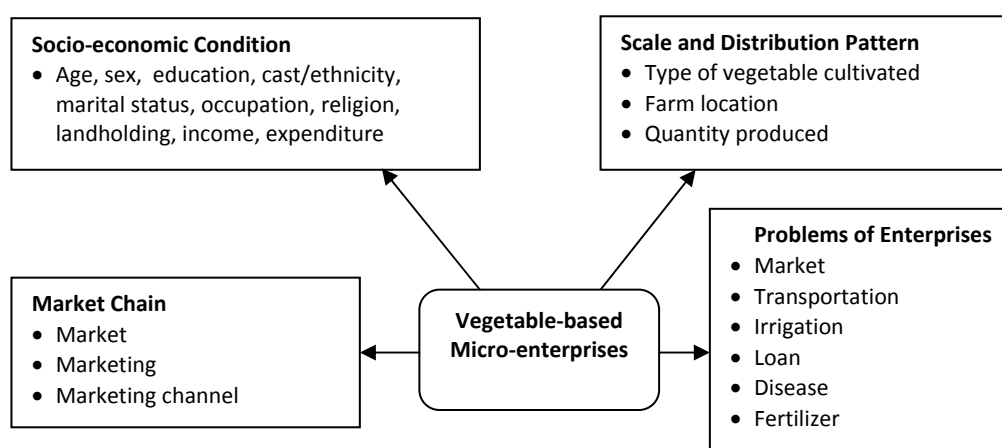 Socio-economic Condition
• Age, sex, education, cast/ethnicity,
marital status, occupation, religion,
landholding, income, expenditure
Scale and Distribution Pattern
• Type of vegetable cultivated
• Farm location
• Quantity produced
Market Chain
• Market
• Marketing
• Marketing channel
Vegetable-based
Micro-enterprises
Problems of Enterprises
• Market
• Transportation
• Irrigation
• Loan
• Disease
• Fertilizer